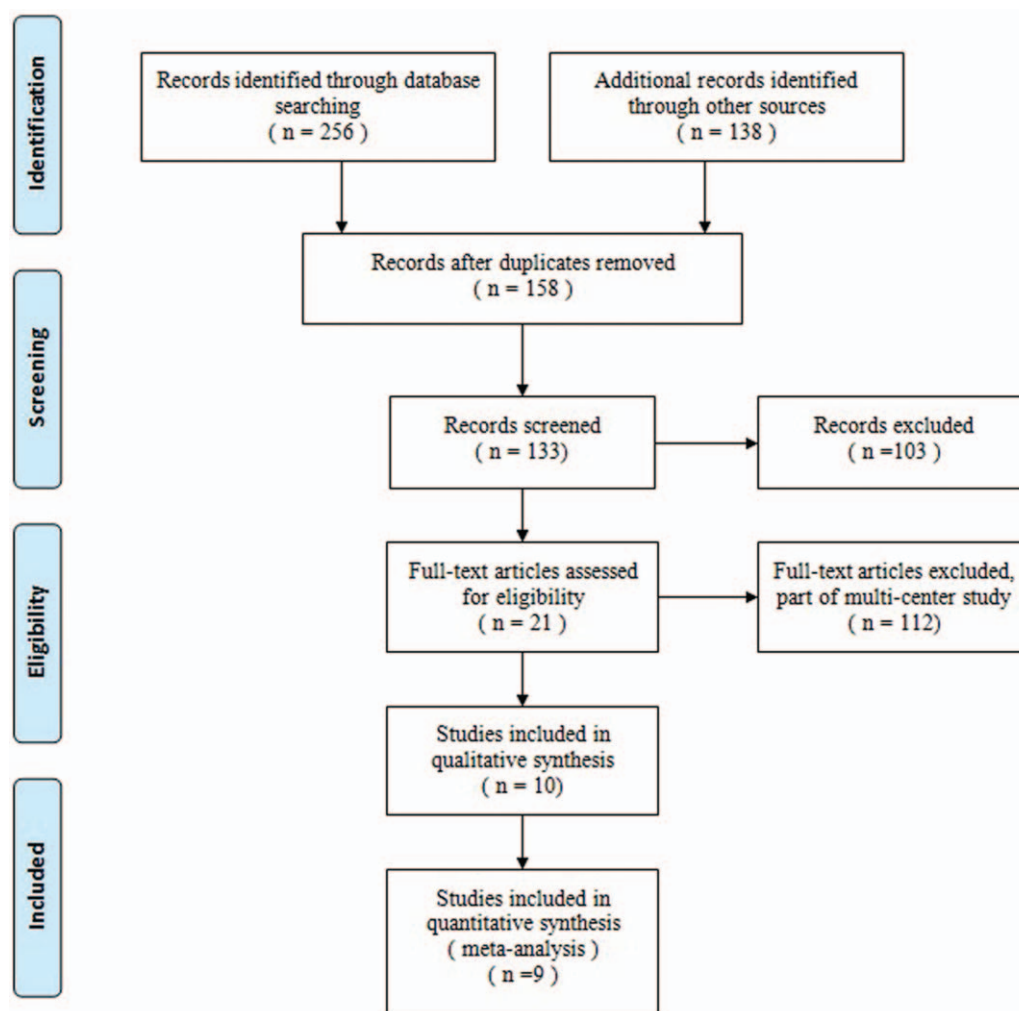 Identification
Records identified through database
searching
( n = 256 )
Additional records identified
through other sources
( n = 138 )
Records after duplicates removed
( n = 158 )
Screening
Records screened
( n = 133)
Records excluded
( n =103 )
Eligibility
Full-text articles assessed
for eligibility
( n = 21 )
Full-text articles excluded,
part of multi-center study
( n = 112)
Studies included in
qualitative synthesis
( n = 10)
Included
Studies included in
quantitative synthesis
( meta-analysis )
( n =9 )